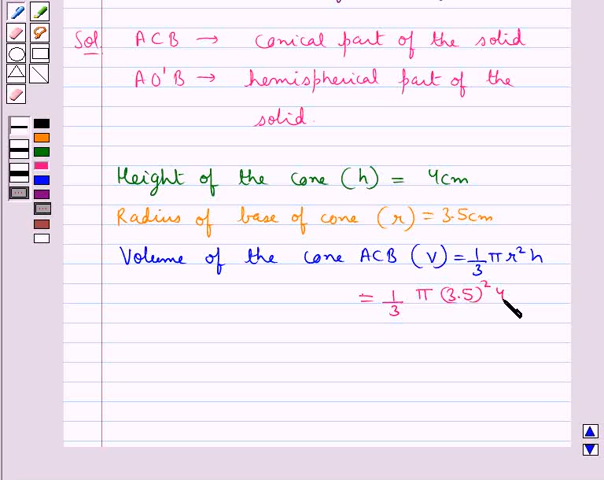 Sol. ACB → conical part of the solid
AO'B → hemispherical part of the
solid.
Height of the cone (h) = 4cm
Radius of base of cone (r) = 3.5cm
Volume of the cone ACB (V) = 1/3 π r² h
= 1/3 π (3.5)² 4